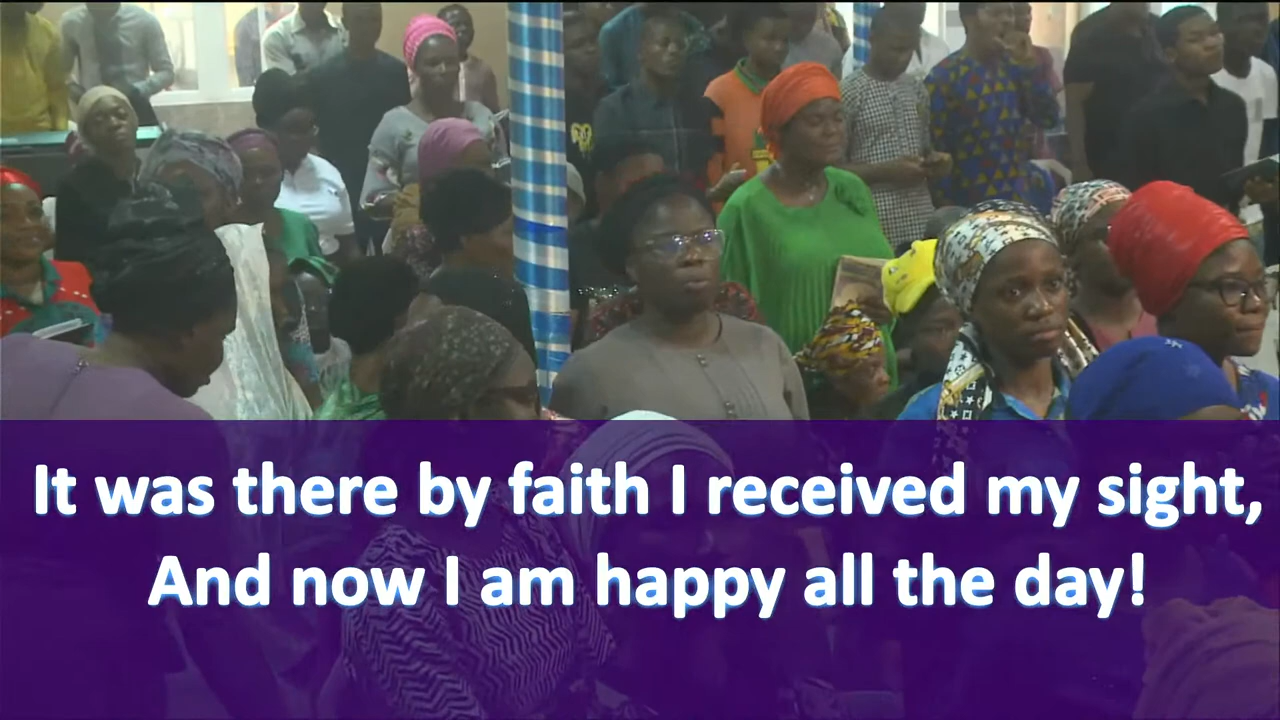 It was there by faith I received my sight,
And now I am happy all the day!